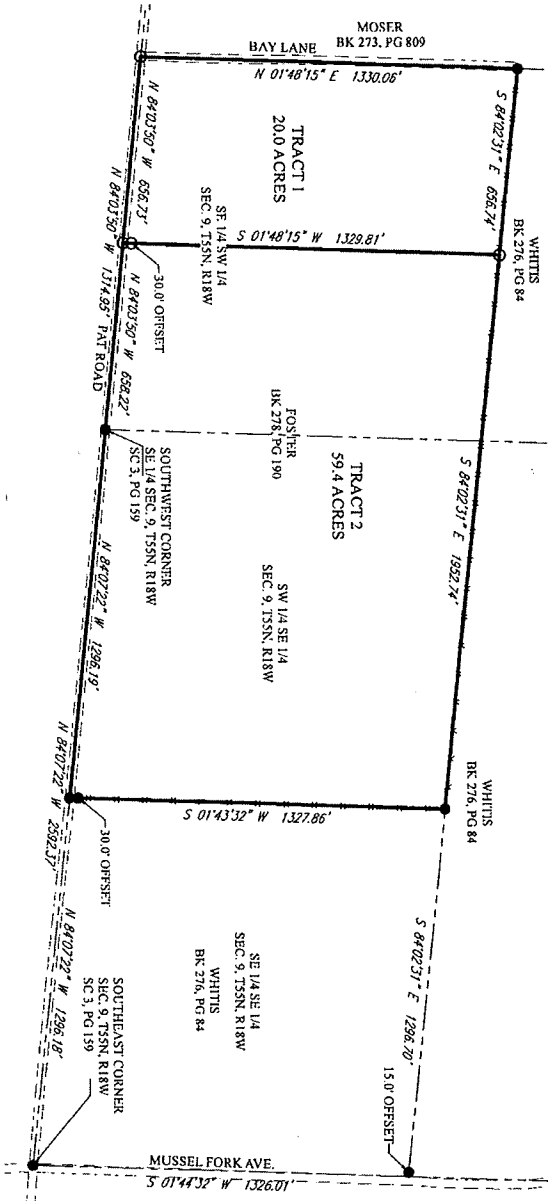 MOSER
BK 273, PG 809
BAY LANE
N 01°48'15" E 1330.06'
S 84°02'31" E 656.74'
WHITIS
BK 276, PG 84
TRACT 1
20.0 ACRES
N 84°03'50" W 656.73'
SE 1/4 SW 1/4
SEC. 9, T55N, R18W
S 01°48'15" W 1329.81'
30.0' OFFSET
N 84°03'50" W 1314.95'
PAT ROAD
N 84°03'50" W 658.22'
FOSTER
BK 278, PG 190
TRACT 2
59.4 ACRES
S 84°02'31" E 1952.74'
SOUTHWEST CORNER
SE 1/4 SEC. 9, T55N, R18W
SC 3, PG 159
SW 1/4 SE 1/4
SEC. 9, T55N, R18W
N 84°07'22" W 1296.19'
WHITIS
BK 276, PG 84
S 01°43'32" W 1327.86'
30.0' OFFSET
N 84°07'22" W 2592.37'
S 84°02'31" E 1296.70'
SE 1/4 SE 1/4
SEC. 9, T55N, R18W
WHITIS
BK 276, PG 84
N 84°07'22" W 1296.18'
SOUTHEAST CORNER
SEC. 9, T55N, R18W
SC 3, PG 159
15.0' OFFSET
MUSSEL FORK AVE.
S 01°44'32" W 1326.01'